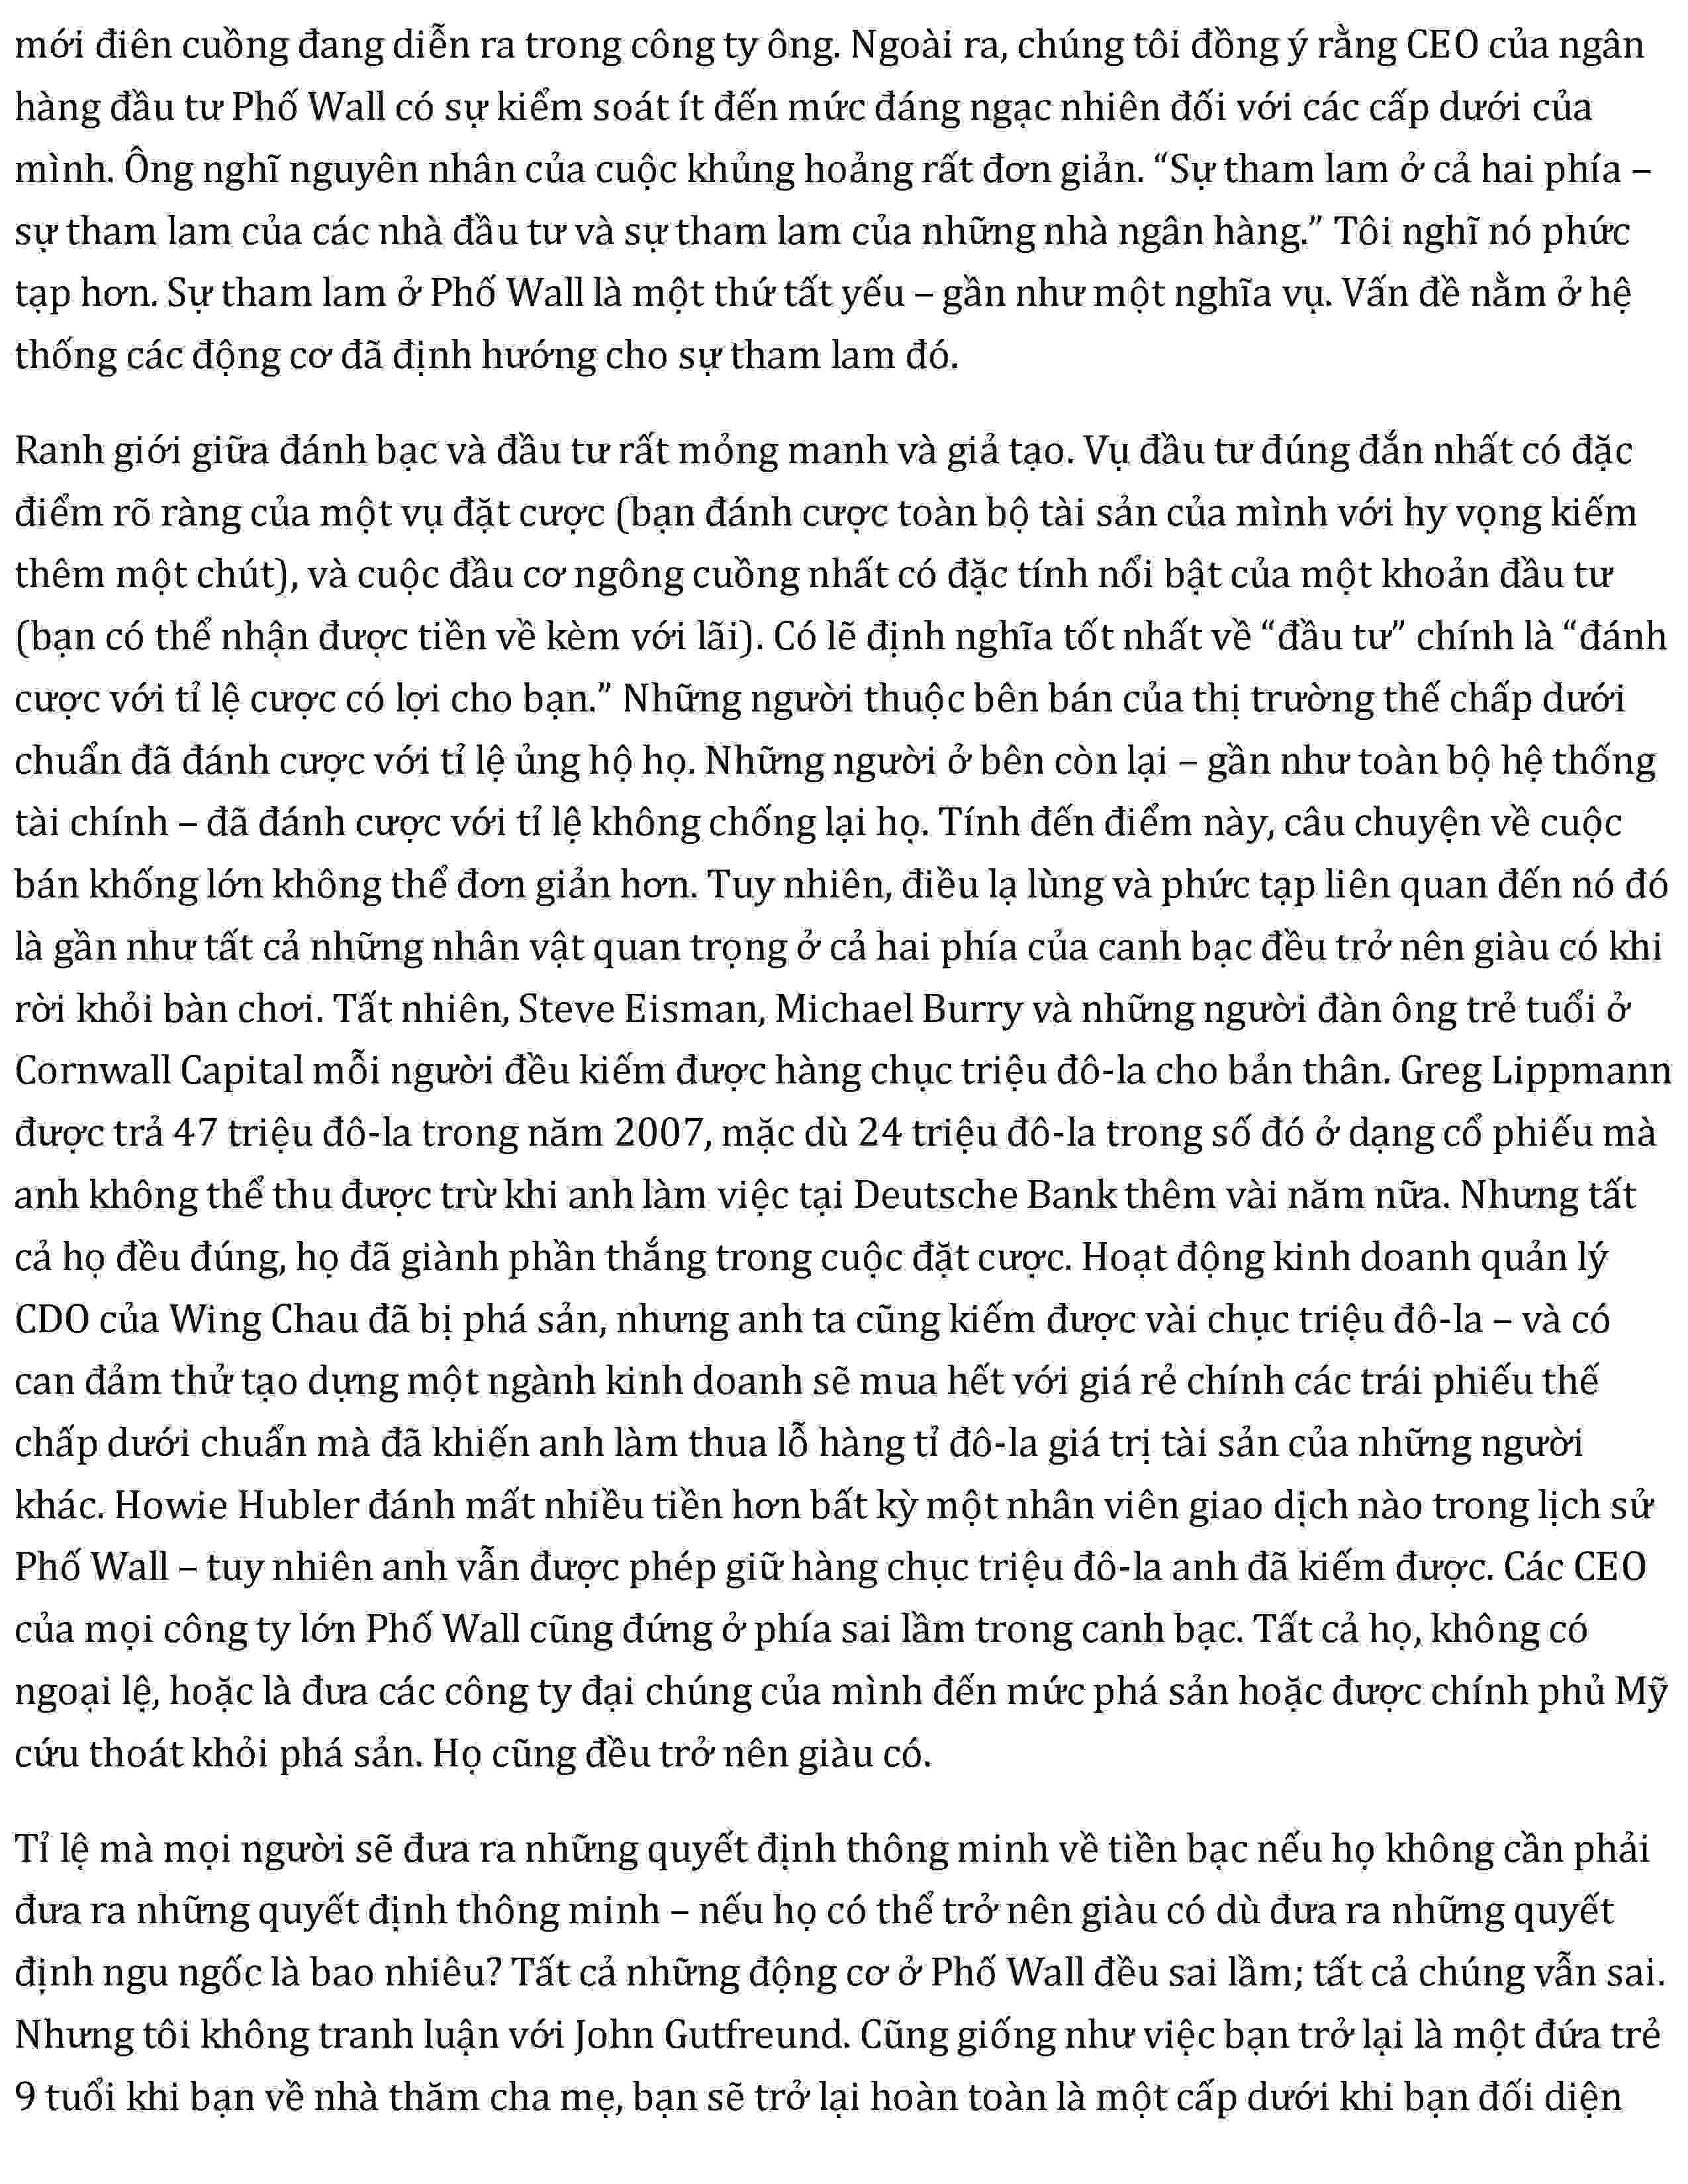 mới điên cuồng đang diễn ra trong công ty ông. Ngoài ra, chúng tôi đồng ý rằng CEO của ngân
hàng đầu tư Phố Wall có sự kiểm soát ít đến mức đáng ngạc nhiên đối với các cấp dưới của
mình. Ông nghĩ nguyên nhân của cuộc khủng hoảng rất đơn giản. “Sự tham lam ở cả hai phía –
sự tham lam của các nhà đầu tư và sự tham lam của những nhà ngân hàng.” Tôi nghĩ nó phức
tạp hơn. Sự tham lam ở Phố Wall là một thứ tất yếu – gần như một nghĩa vụ. Vấn đề nằm ở hệ
thống các động cơ đã định hướng cho sự tham lam đó.
Ranh giới giữa đánh bạc và đầu tư rất mỏng manh và giả tạo. Vụ đầu tư đúng đắn nhất có đặc
điểm rõ ràng của một vụ đặt cược (bạn đánh cược toàn bộ tài sản của mình với hy vọng kiếm
thêm một chút), và cuộc đầu cơ ngông cuồng nhất có đặc tính nổi bật của một khoản đầu tư
(bạn có thể nhận được tiền về kèm với lãi). Có lẽ định nghĩa tốt nhất về “đầu tư” chính là “đánh
cược với tỉ lệ cược có lợi cho bạn.” Những người thuộc bên bán của thị trường thế chấp dưới
chuẩn đã đánh cược với tỉ lệ ủng hộ họ. Những người ở bên còn lại – gần như toàn bộ hệ thống
tài chính – đã đánh cược với tỉ lệ không chống lại họ. Tính đến điểm này, câu chuyện về cuộc
bán khống lớn không thể đơn giản hơn. Tuy nhiên, điều lạ lùng và phức tạp liên quan đến nó đó
là gần như tất cả những nhân vật quan trọng ở cả hai phía của canh bạc đều trở nên giàu có khi
rời khỏi bàn chơi. Tất nhiên, Steve Eisman, Michael Burry và những người đàn ông trẻ tuổi ở
Cornwall Capital mỗi người đều kiếm được hàng chục triệu đô-la cho bản thân. Greg Lippmann
được trả 47 triệu đô-la trong năm 2007, mặc dù 24 triệu đô-la trong số đó ở dạng cổ phiếu mà
anh không thể thu được trừ khi anh làm việc tại Deutsche Bank thêm vài năm nữa. Nhưng tất
cả họ đều đúng, họ đã giành phần thắng trong cuộc đặt cược. Hoạt động kinh doanh quản lý
CDO của Wing Chau đã bị phá sản, nhưng anh ta cũng kiếm được vài chục triệu đô-la – và có
can đảm thử tạo dựng một ngành kinh doanh sẽ mua hết với giá rẻ chính các trái phiếu thế
chấp dưới chuẩn mà đã khiến anh làm thua lỗ hàng tỉ đô-la giá trị tài sản của những người
khác. Howie Hubler đánh mất nhiều tiền hơn bất kỳ một nhân viên giao dịch nào trong lịch sử
Phố Wall – tuy nhiên anh vẫn được phép giữ hàng chục triệu đô-la anh đã kiếm được. Các CEO
của mọi công ty lớn Phố Wall cũng đứng ở phía sai lầm trong canh bạc. Tất cả họ, không có
ngoại lệ, hoặc là đưa các công ty đại chúng của mình đến mức phá sản hoặc được chính phủ Mỹ
cứu thoát khỏi phá sản. Họ cũng đều trở nên giàu có.
Tỉ lệ mà mọi người sẽ đưa ra những quyết định thông minh về tiền bạc nếu họ không cần phải
đưa ra những quyết định thông minh – nếu họ có thể trở nên giàu có dù đưa ra những quyết
định ngu ngốc là bao nhiêu? Tất cả những động cơ ở Phố Wall đều sai lầm; tất cả chúng vẫn sai.
Nhưng tôi không tranh luận với John Gutfreund. Cũng giống như việc bạn trở lại là một đứa trẻ
9 tuổi khi bạn về nhà thăm cha mẹ, bạn sẽ trở lại hoàn toàn là một cấp dưới khi bạn đối diện